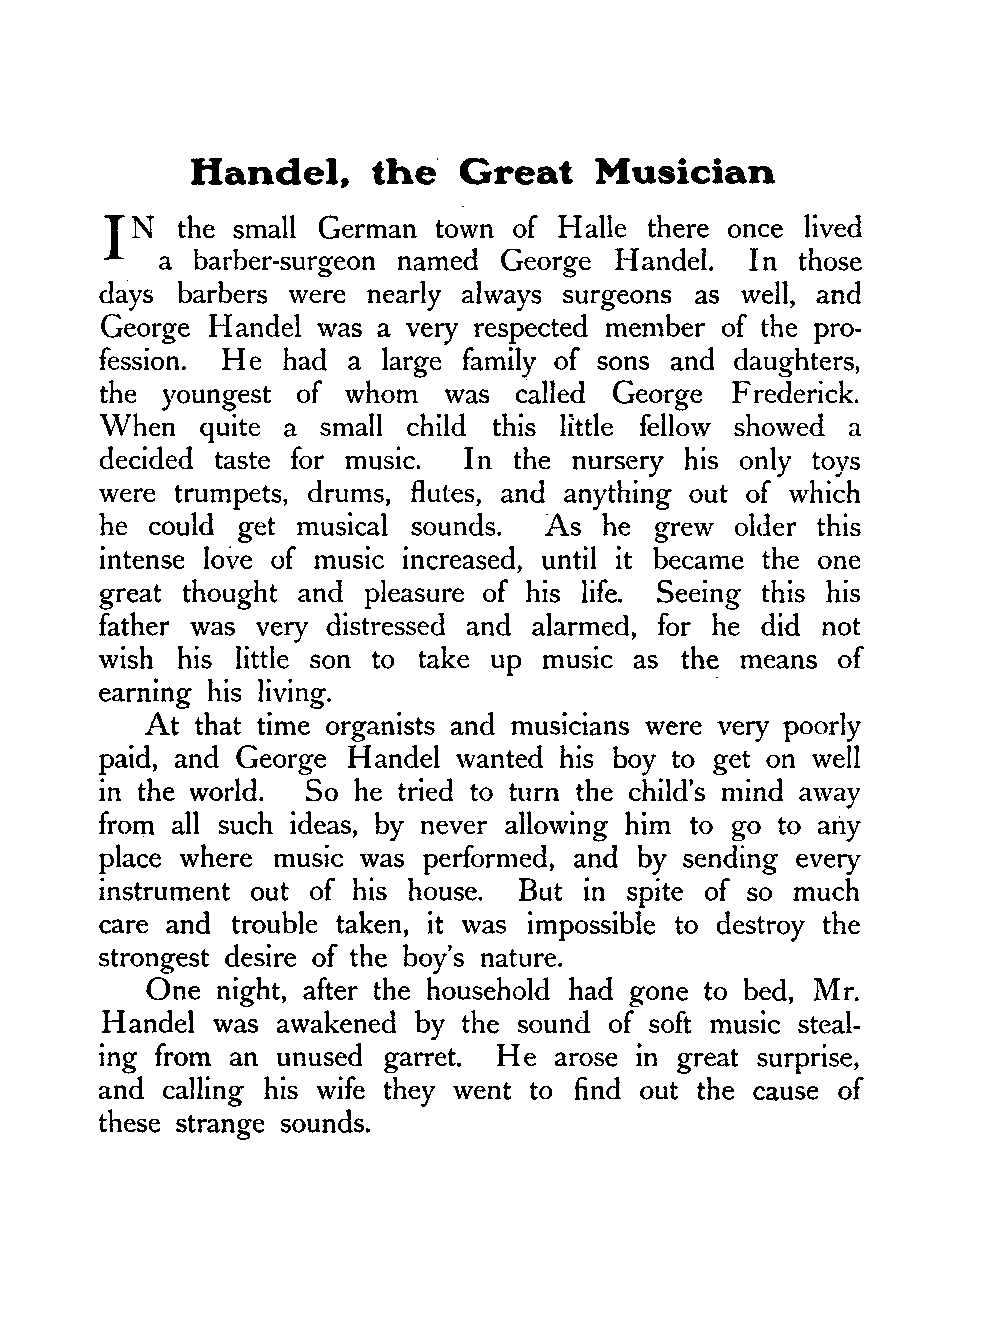 Handel, the Great Musician
IN the small German town of Halle there once lived
a barber-surgeon named George Handel. In those
days barbers were nearly always surgeons as well, and
George Handel was a very respected member of the pro-
fession. He had a large family of sons and daughters,
the youngest of whom was called George Frederick.
When quite a small child this little fellow showed a
decided taste for music. In the nursery his only toys
were trumpets, drums, flutes, and anything out of which
he could get musical sounds. As he grew older this
intense love of music increased, until it became the one
great thought and pleasure of his life. Seeing this his
father was very distressed and alarmed, for he did not
wish his little son to take up music as the means of
earning his living.
At that time organists and musicians were very poorly
paid, and George Handel wanted his boy to get on well
in the world. So he tried to turn the child's mind away
from all such ideas, by never allowing him to go to any
place where music was performed, and by sending every
instrument out of his house. But in spite of so much
care and trouble taken, it was impossible to destroy the
strongest desire of the boy's nature.
One night, after the household had gone to bed, Mr.
Handel was awakened by the sound of soft music steal-
ing from an unused garret. He arose in great surprise,
and calling his wife they went to find out the cause of
these strange sounds.